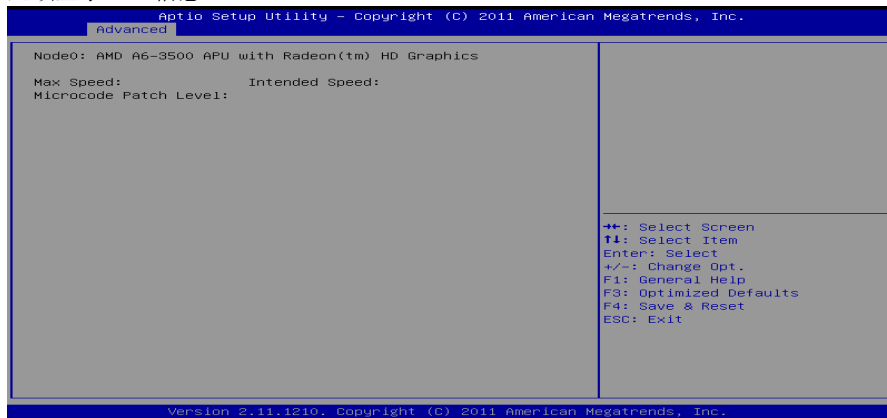 Aptio Setup Utility – Copyright (C) 2011 American Megatrends, Inc.
Advanced
Node0: AMD A6-3500 APU with Radeon(tm) HD Graphics
Max Speed: Intended Speed:
Microcode Patch Level:
→←: Select Screen
↑↓: Select Item
Enter: Select
+/-: Change Opt.
F1: General Help
F3: Optimized Defaults
F4: Save & Reset
ESC: Exit
Version 2.11.1210. Copyright (C) 2011 American Megatrends, Inc.